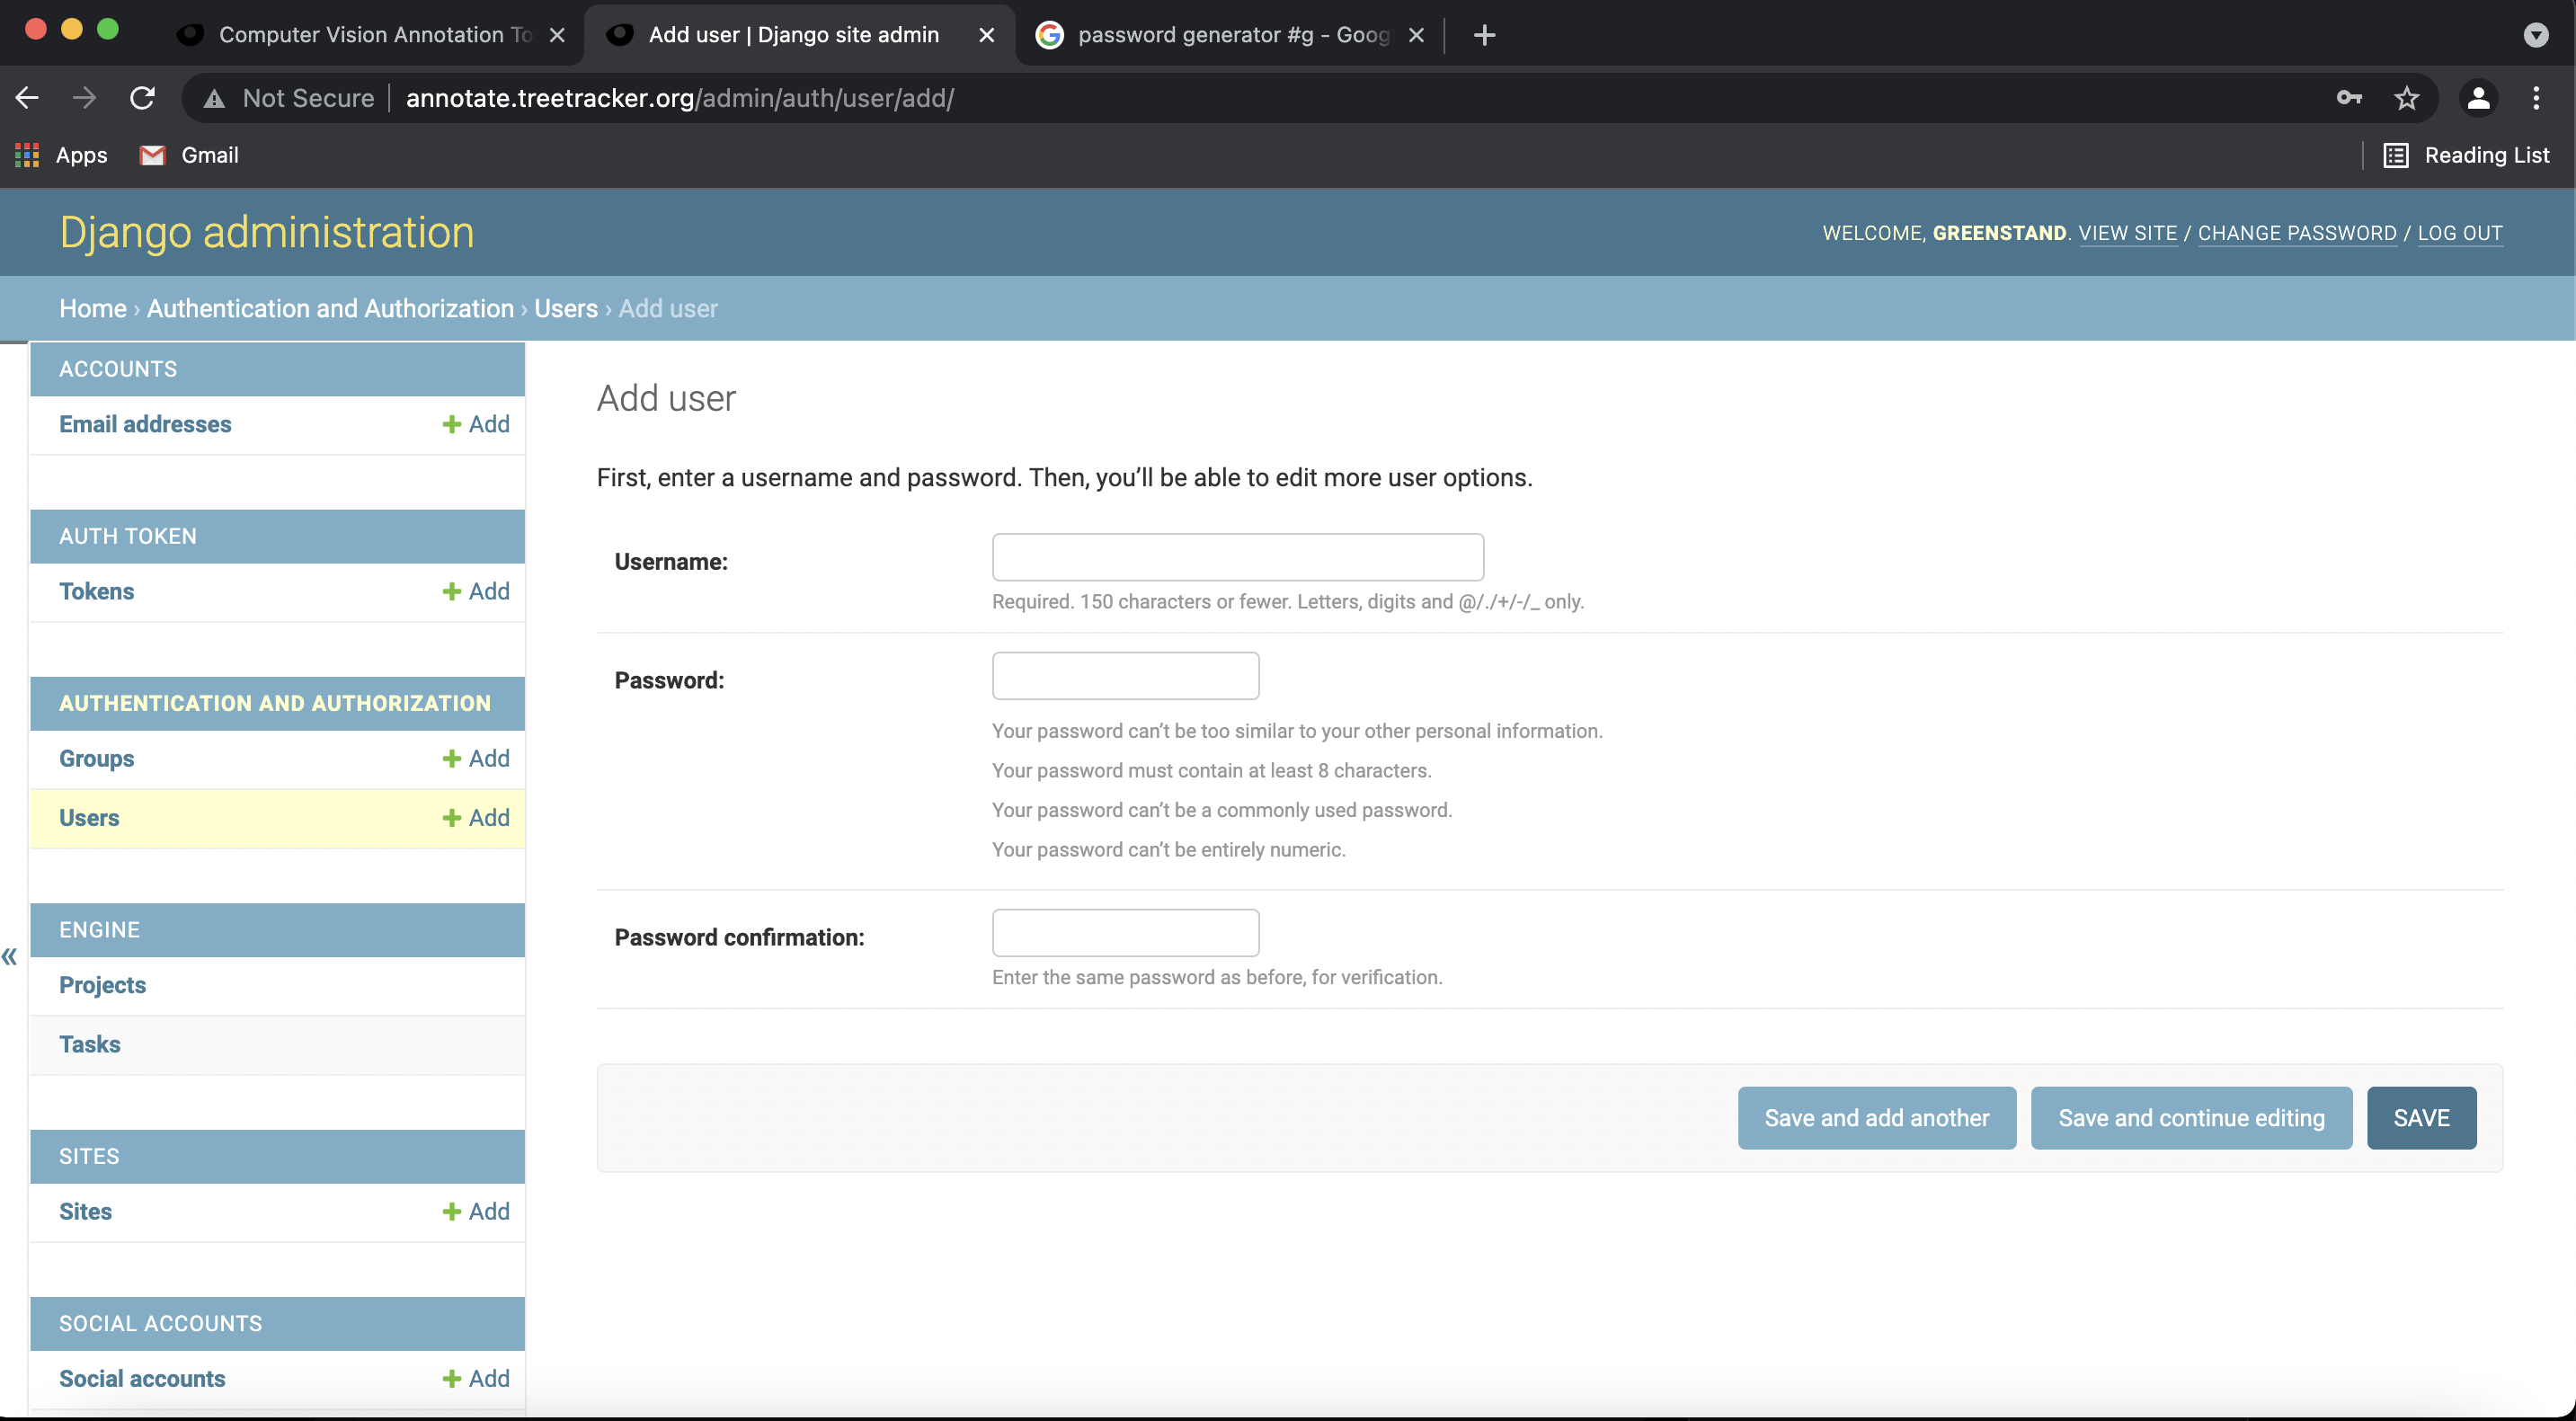 Computer Vision Annotation To
Add user | Django site admin
password generator #g - Goog
Not Secure
annotate.treetracker.org/admin/auth/user/add/
Apps
Gmail
Reading List
Django administration
WELCOME, GREENSTAND. VIEW SITE / CHANGE PASSWORD / LOG OUT
Home › Authentication and Authorization › Users › Add user
ACCOUNTS
Email addresses
Add
AUTH TOKEN
Tokens
Add
AUTHENTICATION AND AUTHORIZATION
Groups
Add
Users
Add
ENGINE
Projects
Tasks
SITES
Sites
Add
SOCIAL ACCOUNTS
Social accounts
Add
«
Add user
First, enter a username and password. Then, you’ll be able to edit more user options.
Username:
Required. 150 characters or fewer. Letters, digits and @/./+/-/_ only.
Password:
Your password can’t be too similar to your other personal information.
Your password must contain at least 8 characters.
Your password can’t be a commonly used password.
Your password can’t be entirely numeric.
Password confirmation:
Enter the same password as before, for verification.
Save and add another
Save and continue editing
SAVE